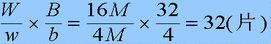 W/w × B/b = 16M/4M × 32/4 = 32(片)